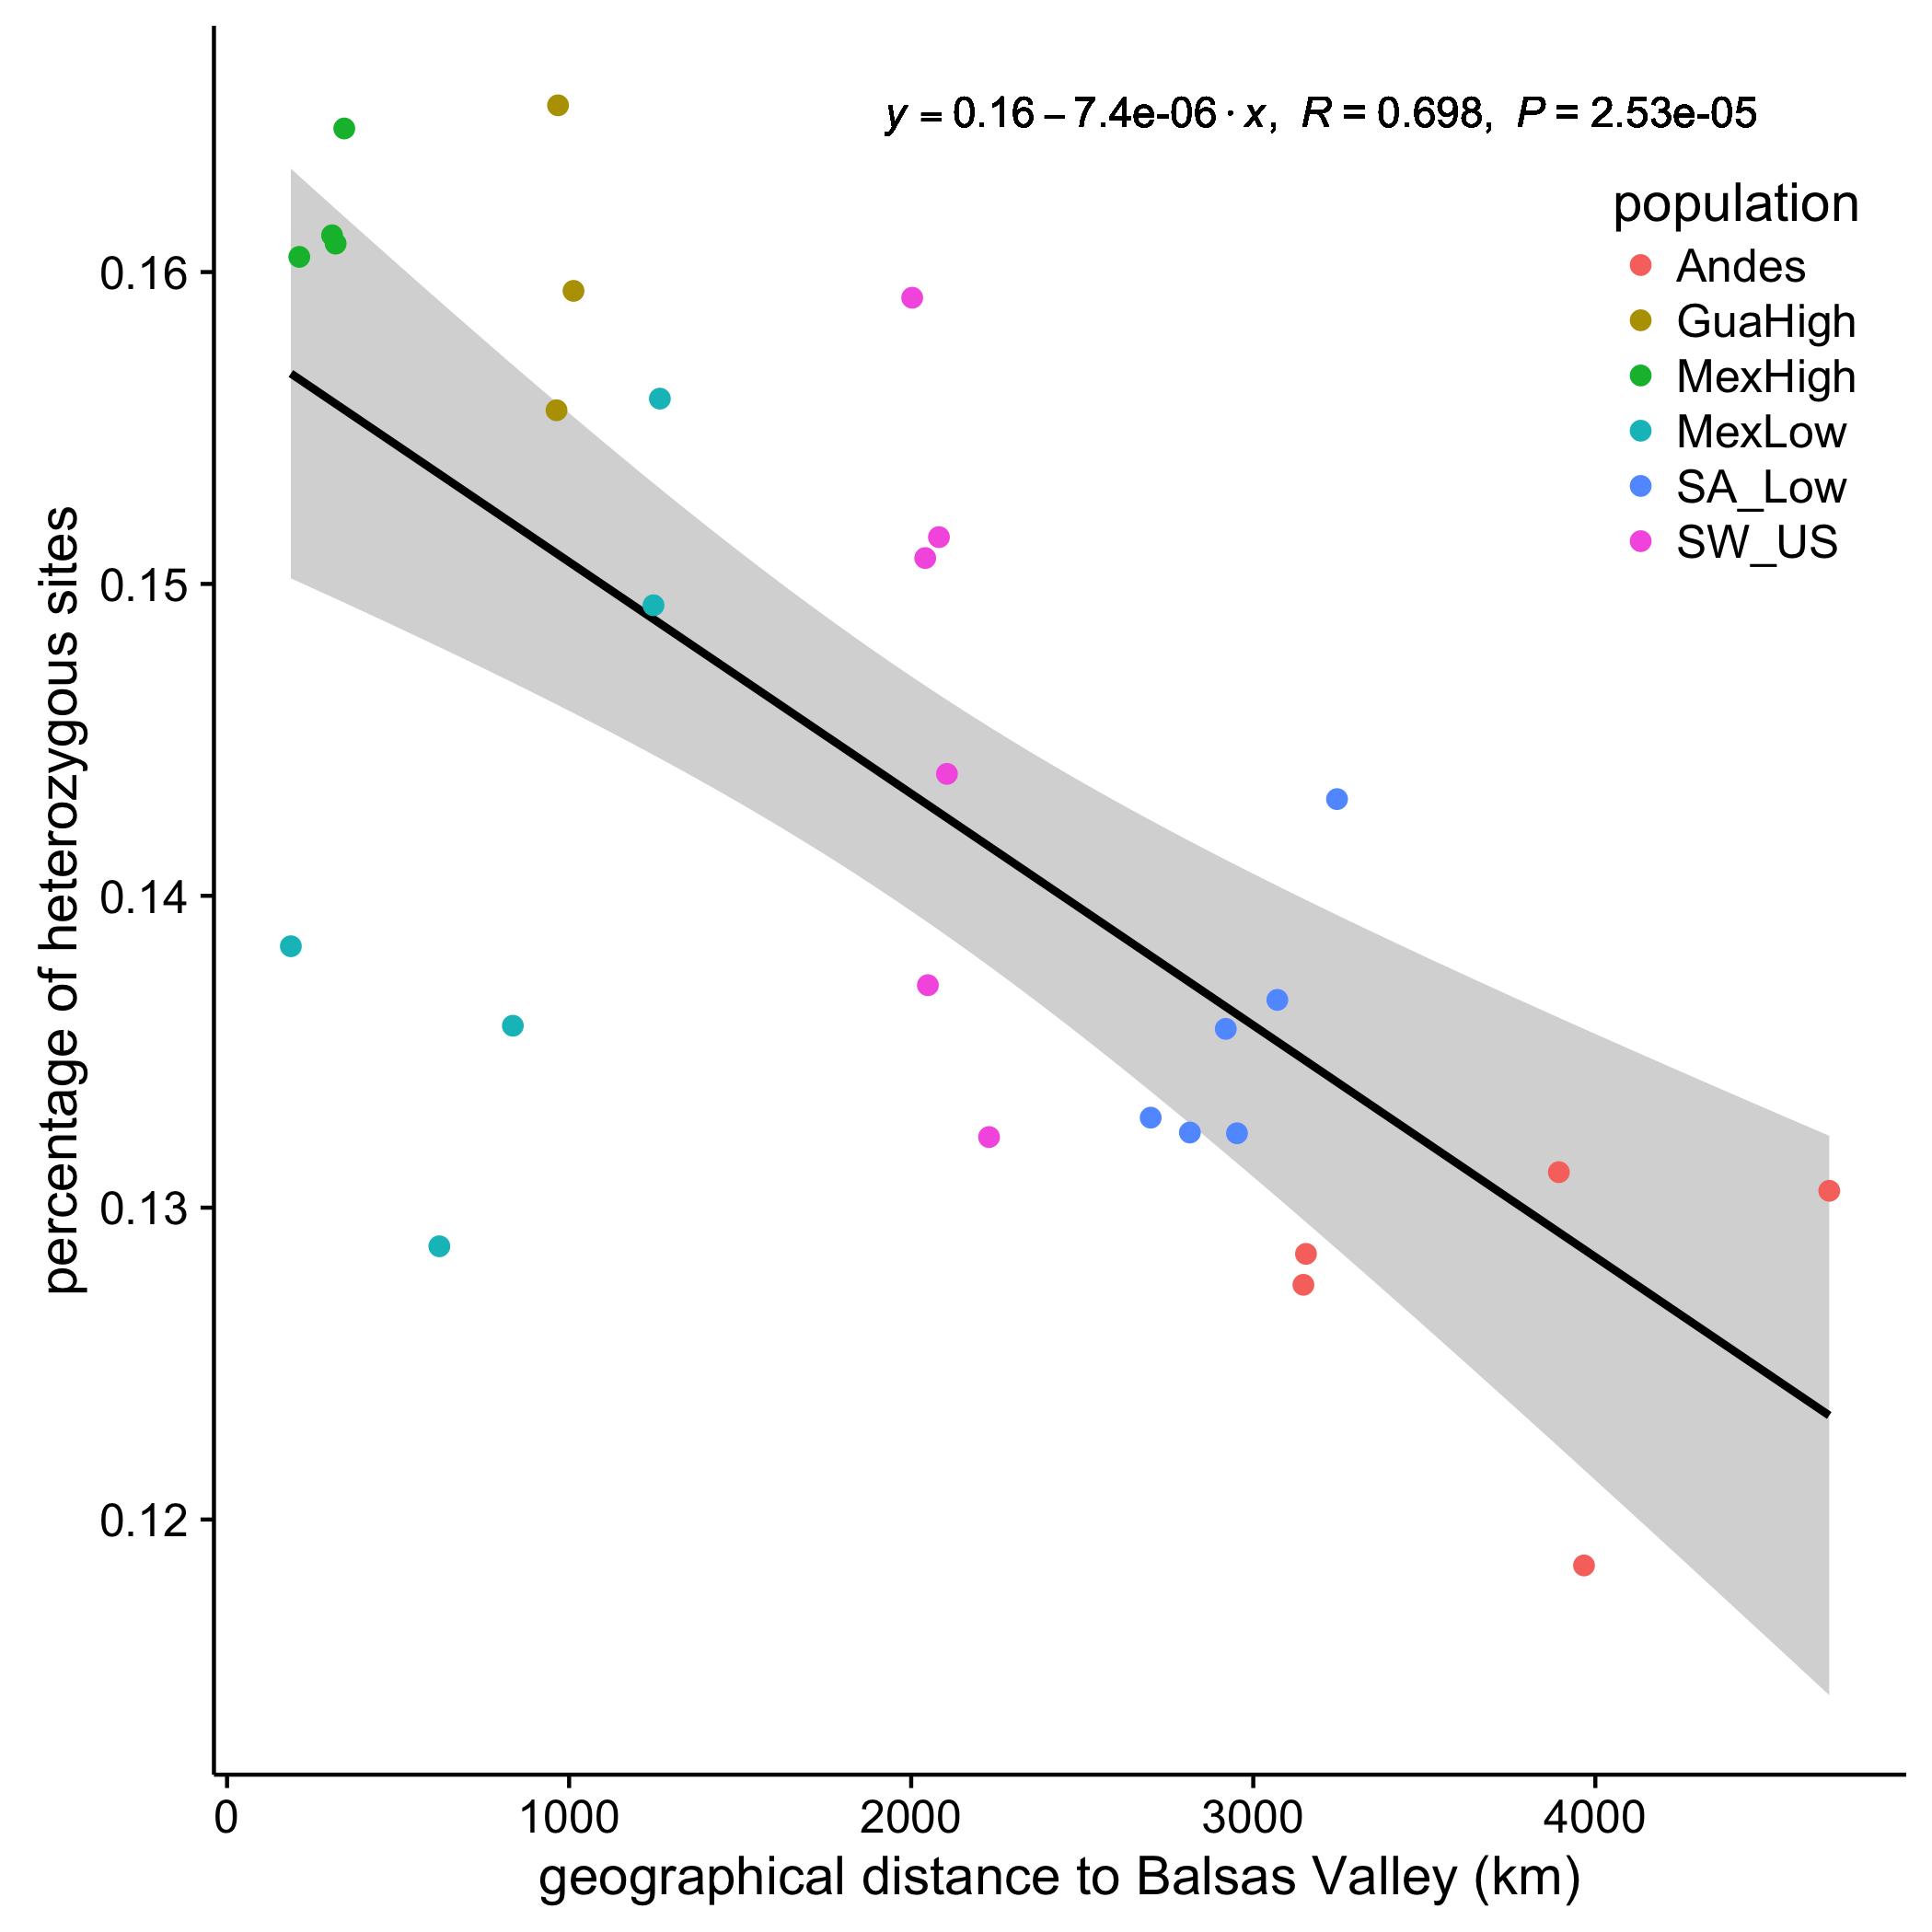 y = 0.16 – 7.4e-06 · x, R = 0.698, P = 2.53e-05
population
Andes
GuaHigh
MexHigh
MexLow
SA_Low
SW_US
percentage of heterozygous sites
0.16
0.15
0.14
0.13
0.12
0 1000 2000 3000 4000
geographical distance to Balsas Valley (km)